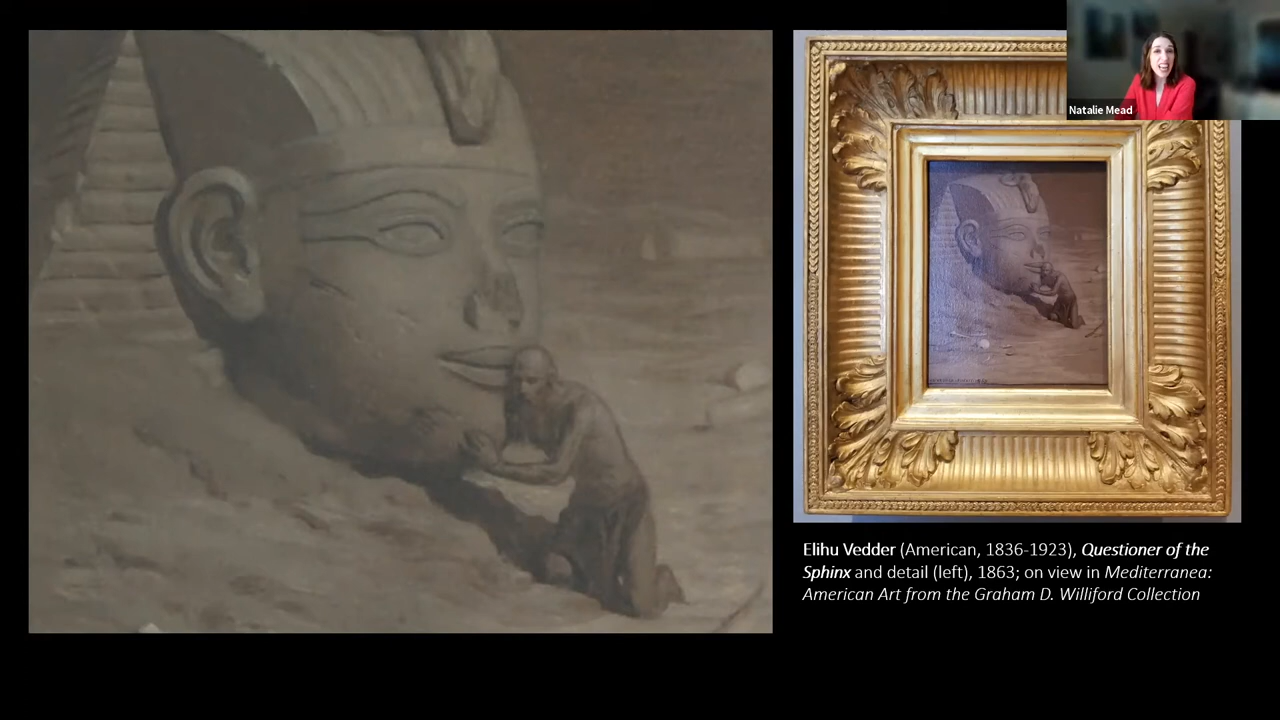 Natalie Mead
Elihu Vedder (American, 1836-1923), Questioner of the
Sphinx and detail (left), 1863; on view in Mediterranea:
American Art from the Graham D. Williford Collection